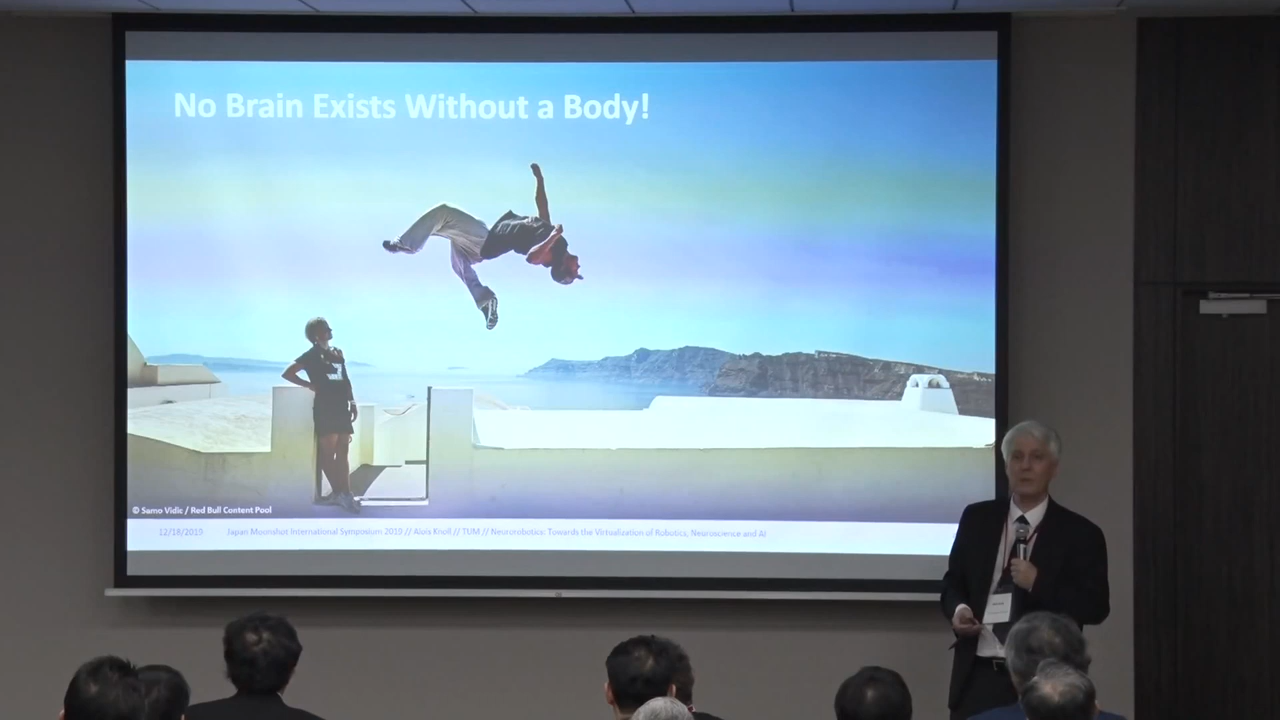 No Brain Exists Without a Body!
© Samo Vidic / Red Bull Content Pool
12/18/2019 Japan Moonshot International Symposium 2019 // Alois Knoll // TUM // Neurorobotics: Towards the Virtualization of Robotics, Neuroscience and AI